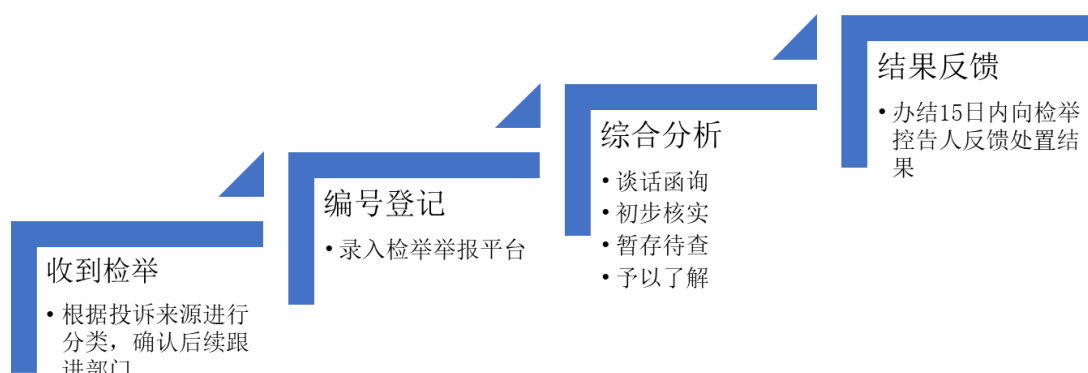 收到检举
• 根据投诉来源进行
分类，确认后续跟
进部门
编号登记
• 录入检举举报平台
综合分析
• 谈话函询
• 初步核实
• 暂存待查
• 予以了解
结果反馈
• 办结15日内向检举
控告人反馈处置结
果